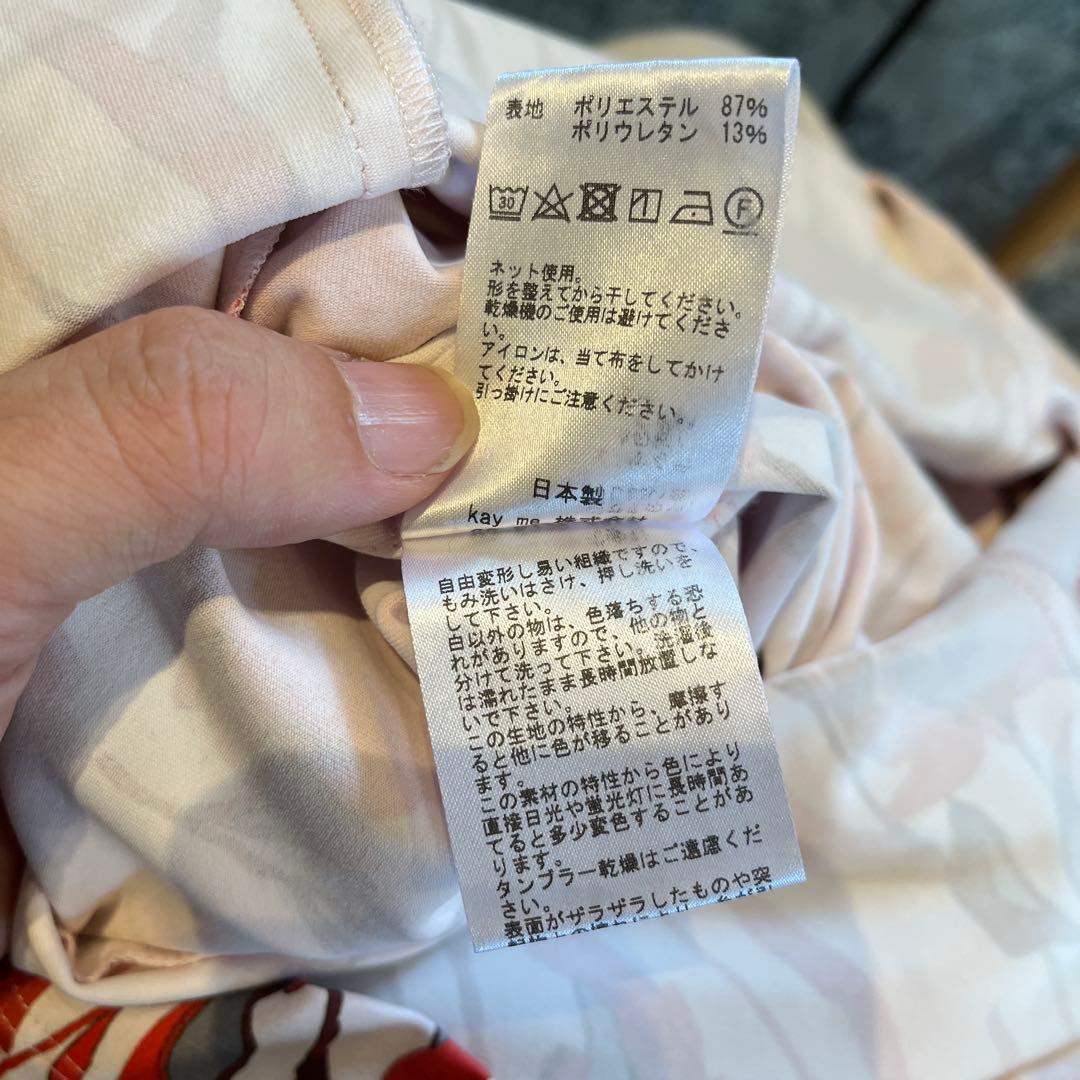 表地 ポリエステル 87%
ポリウレタン 13%
30
F
ネット使用。
形を整えてから干してください。
乾燥機のご使用は避けてくださ
い。
アイロンは、当て布をしてかけ
てください。
引っ掛けにご注意ください。
日本製
kay me
自由変形し易い組織ですので、
もみ洗いはさけ、押し洗いを
して下さい。
白以外の物は、色落ちする恐
れがありますので、他の物と
分けて洗って下さい。洗濯後
は濡れたまま長時間放置しな
いで下さい。
この生地の特性から、摩擦す
ると他に色が移ることがあり
ます。
この素材の特性から色により
直接日光や蛍光灯に長時間あ
てると多少変色することがあ
ります。
タンブラー乾燥はご遠慮くだ
さい。
表面がザラザラしたものや突